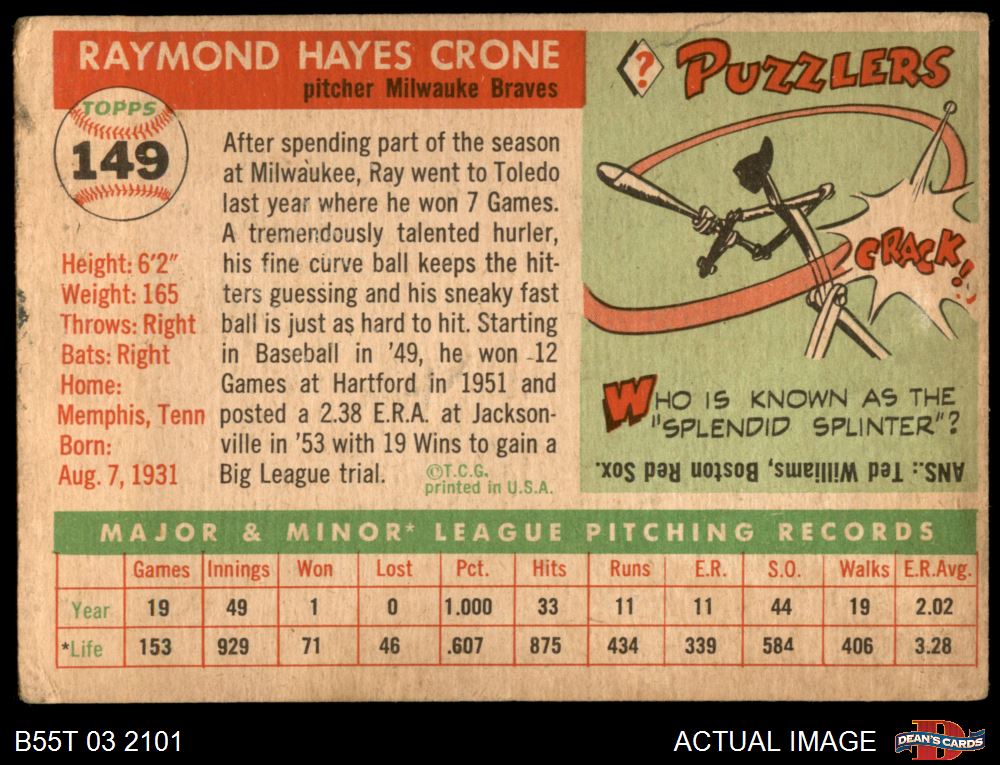 RAYMOND HAYES CRONE
pitcher Milwauke Braves
TOPPS
149
Height: 6'2"
Weight: 165
Throws: Right
Bats: Right
Home:
Memphis, Tenn
Born:
Aug. 7, 1931
After spending part of the season
at Milwaukee, Ray went to Toledo
last year where he won 7 Games.
A tremendously talented hurler,
his fine curve ball keeps the hit-
ters guessing and his sneaky fast
ball is just as hard to hit. Starting
in Baseball in '49, he won 12
Games at Hartford in 1951 and
posted a 2.38 E.R.A. at Jackson-
ville in '53 with 19 Wins to gain a
Big League trial.
©T.C.G.
printed in U.S.A.
? PUZZLERS
CRACK!
WHO IS KNOWN AS THE
"SPLENDID SPLINTER"?
ANS.: Ted Williams, Boston Red Sox.
MAJOR & MINOR* LEAGUE PITCHING RECORDS
Games Innings Won Lost Pct. Hits Runs E.R. S.O. Walks E.R.Avg.
Year 19 49 1 0 1.000 33 11 11 44 19 2.02
*Life 153 929 71 46 .607 875 434 339 584 406 3.28
B55T 03 2101
ACTUAL IMAGE
DEAN'S CARDS